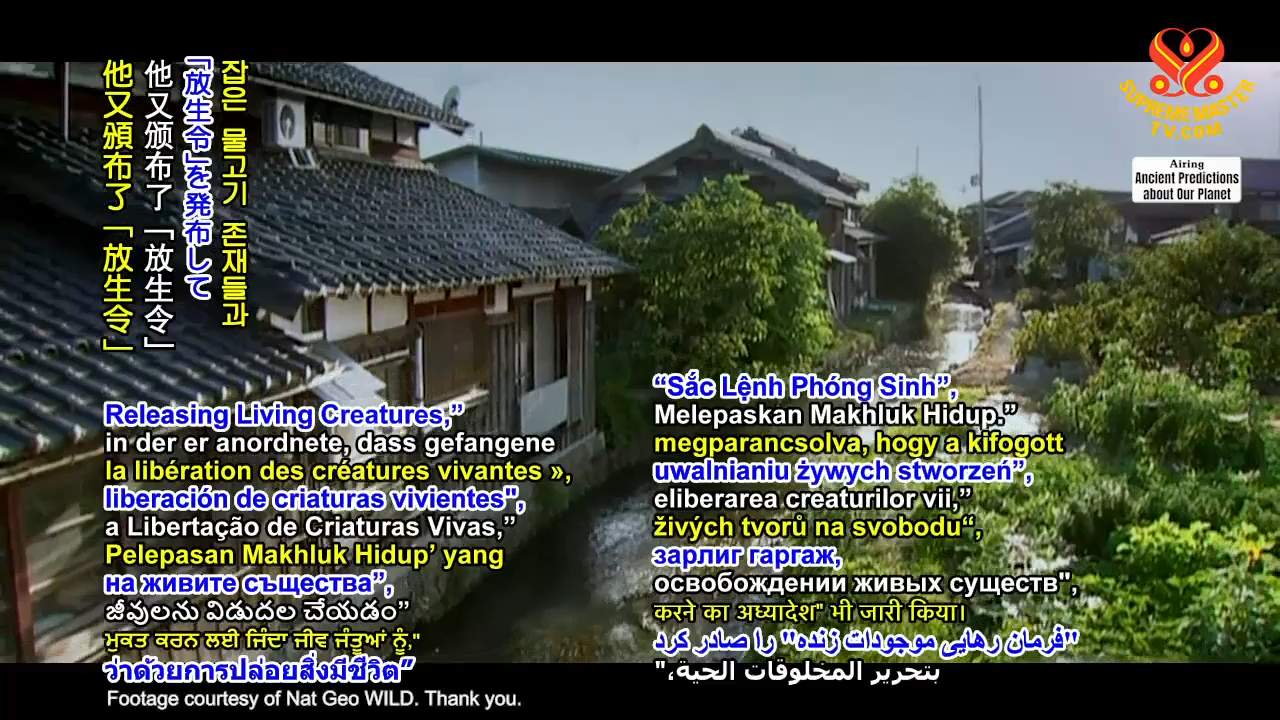 잡은 물고기 존재들과
「放生令」を発布して
他又颁布了「放生令」
他又頒布了「放生令」
SUPREME MASTER
TV.COM
Airing
Ancient Predictions
about Our Planet
Releasing Living Creatures,”
in der er anordnete, dass gefangene
la libération des créatures vivantes »,
liberación de criaturas vivientes",
a Libertação de Criaturas Vivas,”
Pelepasan Makhluk Hidup’ yang
на живите същества”,
జీవులను విడుదల చేయడం”
ਮੁਕਤ ਕਰਨ ਲਈ ਜਿੰਦਾ ਜੀਵ ਜੰਤੂਆਂ ਨੂੰ,"
ว่าด้วยการปล่อยสิ่งมีชีวิต”
“Sắc Lệnh Phóng Sinh”,
Melepaskan Makhluk Hidup.”
megparancsolva, hogy a kifogott
uwalnianiu żywych stworzeń”,
eliberarea creaturilor vii,”
živých tvorů na svobodu“,
зарлиг гаргаж,
освобождении живых существ",
करने का अध्यादेश" भी जारी किया।
"فرمان رهایی موجودات زنده" را صادر کرد
بتحرير المخلوقات الحية،"
Footage courtesy of Nat Geo WILD. Thank you.